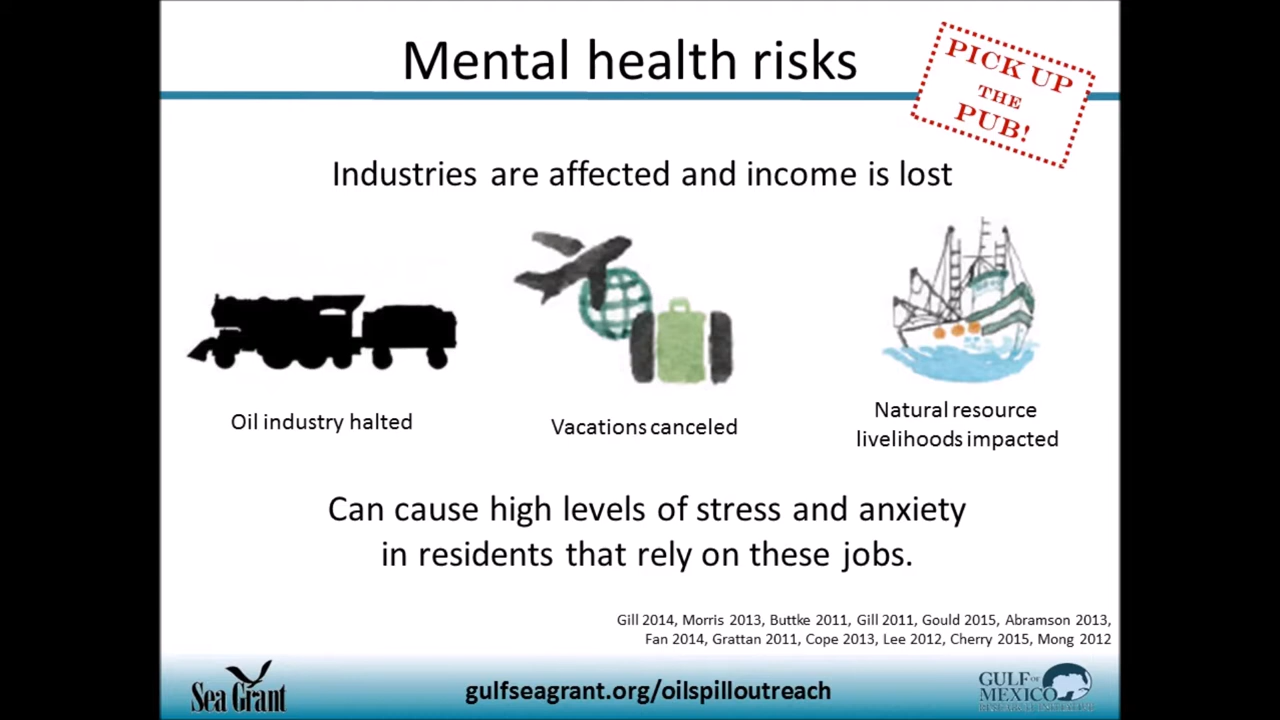 Mental health risks
PICK UP
THE
PUB!
Industries are affected and income is lost
Oil industry halted
Vacations canceled
Natural resource
livelihoods impacted
Can cause high levels of stress and anxiety
in residents that rely on these jobs.
Gill 2014, Morris 2013, Buttke 2011, Gill 2011, Gould 2015, Abramson 2013,
Fan 2014, Grattan 2011, Cope 2013, Lee 2012, Cherry 2015, Mong 2012
Sea Grant
gulfseagrant.org/oilspilloutreach
GULF OF
MEXICO
RESEARCH INITIATIVE